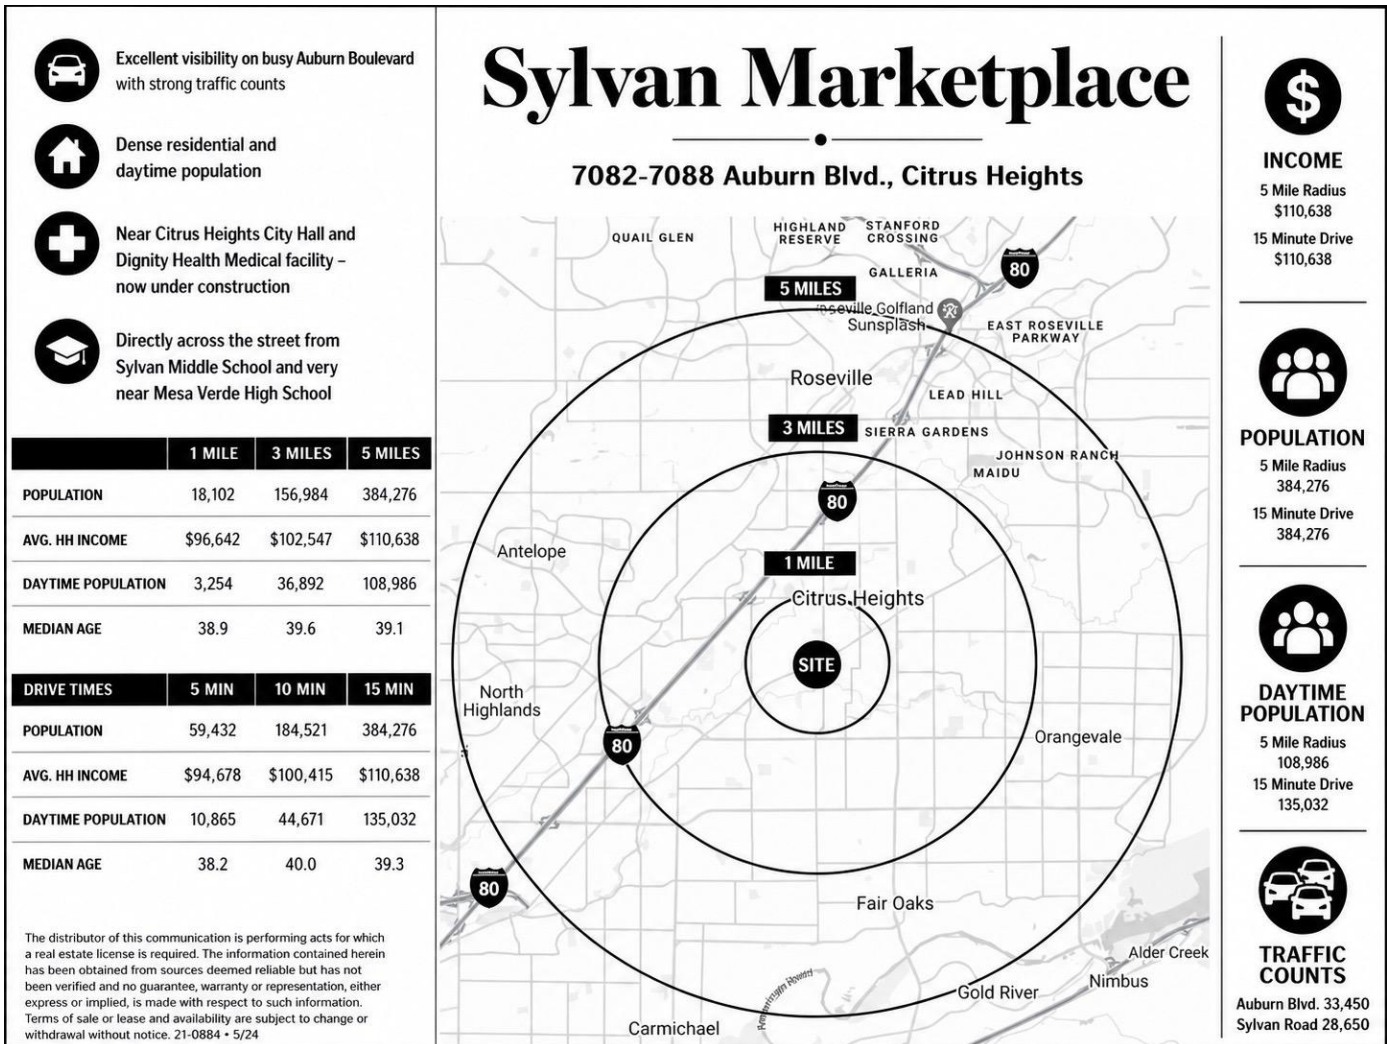 Excellent visibility on busy Auburn Boulevard
with strong traffic counts
Dense residential and
daytime population
Near Citrus Heights City Hall and
Dignity Health Medical facility –
now under construction
Directly across the street from
Sylvan Middle School and very
near Mesa Verde High School
1 MILE 3 MILES 5 MILES
POPULATION 18,102 156,984 384,276
AVG. HH INCOME $96,642 $102,547 $110,638
DAYTIME POPULATION 3,254 36,892 108,986
MEDIAN AGE 38.9 39.6 39.1
DRIVE TIMES 5 MIN 10 MIN 15 MIN
POPULATION 59,432 184,521 384,276
AVG. HH INCOME $94,678 $100,415 $110,638
DAYTIME POPULATION 10,865 44,671 135,032
MEDIAN AGE 38.2 40.0 39.3
The distributor of this communication is performing acts for which
a real estate license is required. The information contained herein
has been obtained from sources deemed reliable but has not
been verified and no guarantee, warranty or representation, either
express or implied, is made with respect to such information.
Terms of sale or lease and availability are subject to change or
withdrawal without notice. 21-0884 • 5/24
Sylvan Marketplace
7082-7088 Auburn Blvd., Citrus Heights
QUAIL GLEN
HIGHLAND
RESERVE
STANFORD
CROSSING
GALLERIA
80
5 MILES
Golfland
Sunsplash
EAST ROSEVILLE
PARKWAY
Roseville
LEAD HILL
3 MILES
SIERRA GARDENS
JOHNSON RANCH
MAIDU
80
Antelope
1 MILE
Citrus Heights
SITE
North
Highlands
80
Orangevale
80
Fair Oaks
Alder Creek
Nimbus
Gold River
Carmichael
$
INCOME
5 Mile Radius
$110,638
15 Minute Drive
$110,638
POPULATION
5 Mile Radius
384,276
15 Minute Drive
384,276
DAYTIME
POPULATION
5 Mile Radius
108,986
15 Minute Drive
135,032
TRAFFIC
COUNTS
Auburn Blvd. 33,450
Sylvan Road 28,650